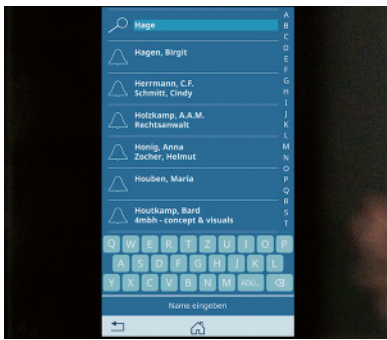 Hage
A
B
C
D
E
F
G
H
I
J
K
L
M
N
O
P
Q
R
S
T
Hagen, Birgit
Herrmann, C.F.
Schmitt, Cindy
Holzkamp, A.A.M.
Rechtsanwalt
Honig, Anna
Zocher, Helmut
Houben, Maria
Houtkamp, Bard
4mbh - concept & visuals
Q W E R T Z U I O P
A S D F G H J K L
Y X C V B N M ÄÖÜ...
Name eingeben